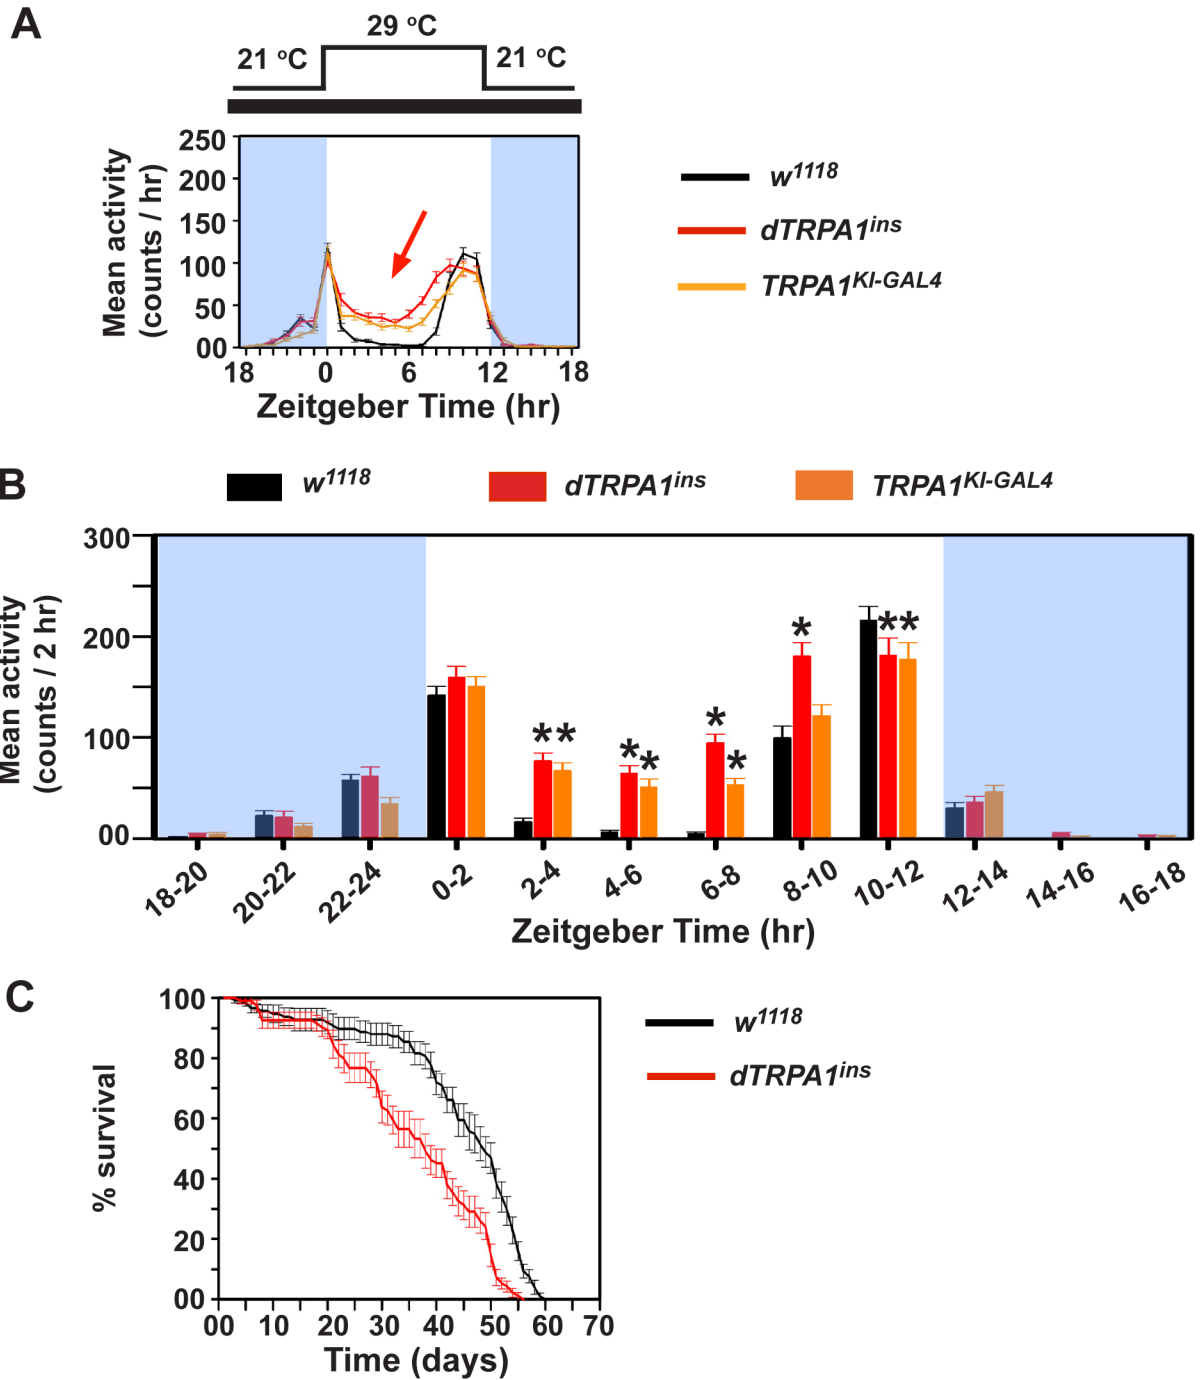 A
29 °C
21 °C
21 °C
Mean activity
(counts / hr)
250
200
150
100
50
00
18 0 6 12 18
Zeitgeber Time (hr)
w1118
dTRPA1ins
TRPA1KI-GAL4
B
w1118 dTRPA1ins TRPA1KI-GAL4
Mean activity
(counts / 2 hr)
300
200
100
00
* * * * * * * * *
18-20 20-22 22-24 0-2 2-4 4-6 6-8 8-10 10-12 12-14 14-16 16-18
Zeitgeber Time (hr)
C
% survival
100
80
60
40
20
00
00 10 20 30 40 50 60 70
Time (days)
w1118
dTRPA1ins